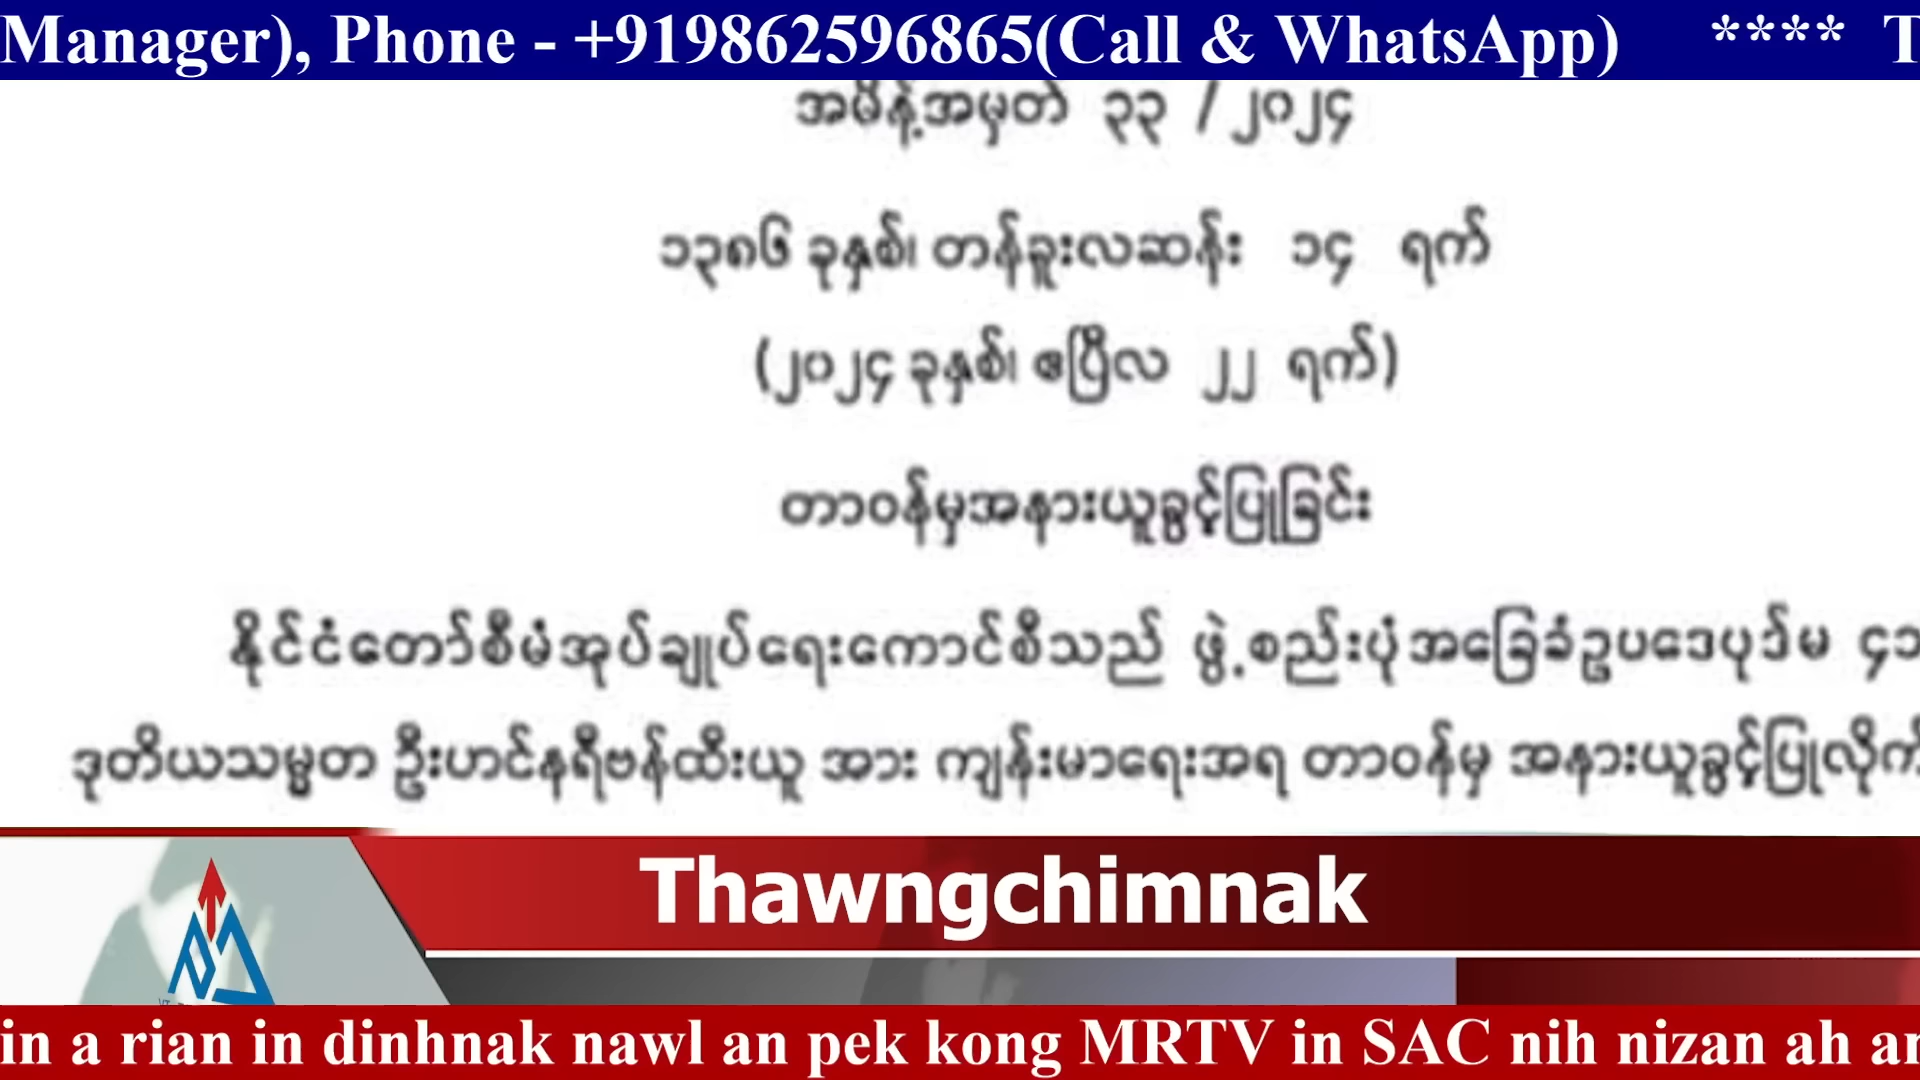 Manager), Phone - +919862596865(Call & WhatsApp) **** T
အမိန့်အမှတ် ၃၃ / ၂၀၂၄
၁၃၈၆ ခုနှစ်၊ တန်ခူးလဆန်း ၁၄ ရက်
(၂၀၂၄ ခုနှစ်၊ ဧပြီလ ၂၂ ရက်)
တာဝန်မှအနားယူခွင့်ပြုခြင်း
နိုင်ငံတော်စီမံအုပ်ချုပ်ရေးကောင်စီသည် ဖွဲ့စည်းပုံအခြေခံဥပဒေပုဒ်မ ၄၁
ဒုတိယသမ္မတ ဦးဟင်နရီဗန်ထီးယူ အား ကျန်းမာရေးအရ တာဝန်မှ အနားယူခွင့်ပြုလိုက်
Thawngchimnak
in a rian in dinhnak nawl an pek kong MRTV in SAC nih nizan ah an